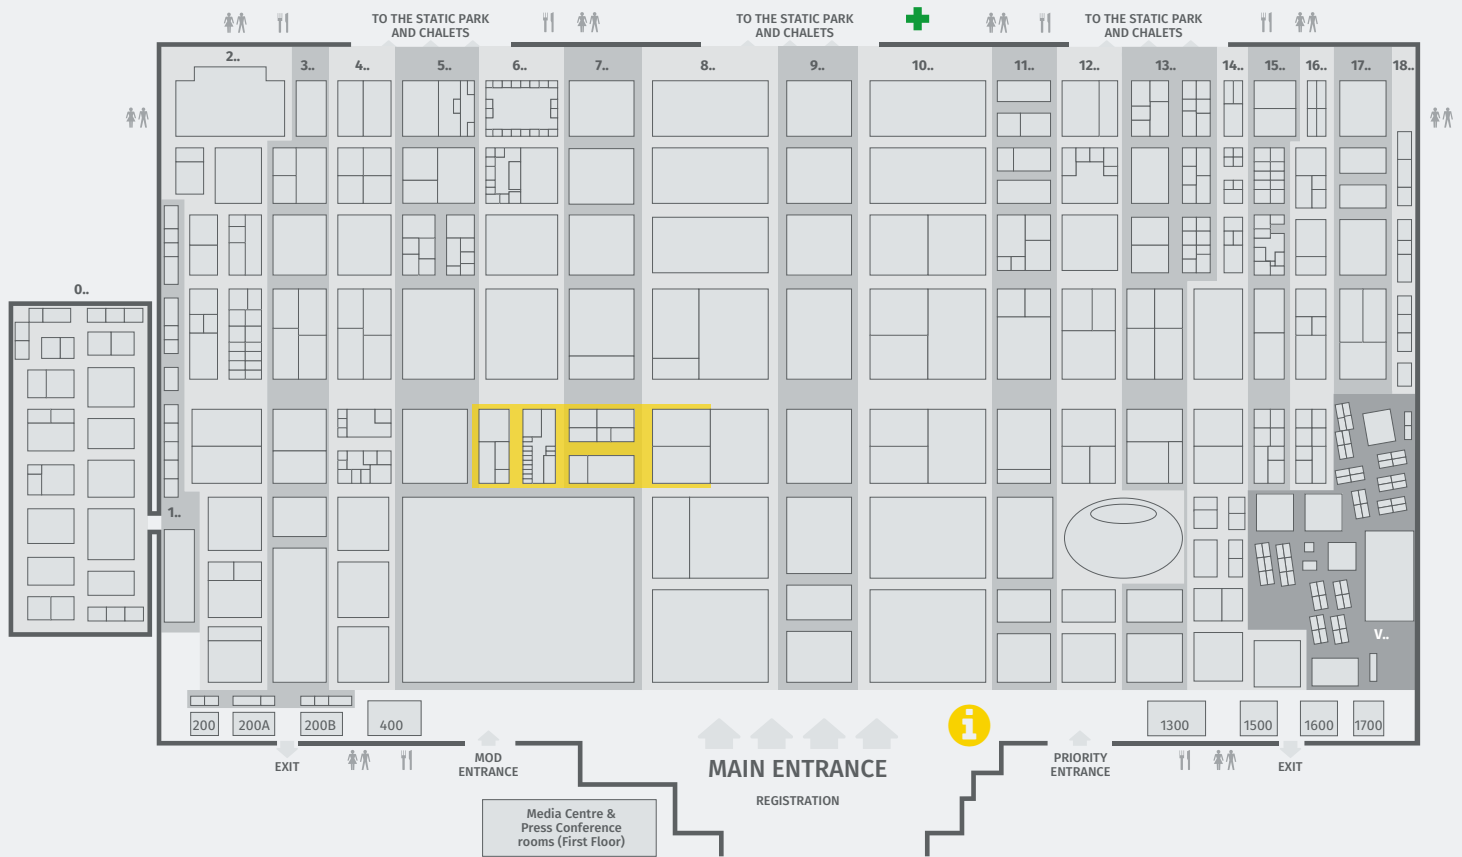 TO THE STATIC PARK
AND CHALETS
TO THE STATIC PARK
AND CHALETS
TO THE STATIC PARK
AND CHALETS
2..
3..
4..
5..
6..
7..
8..
9..
10..
11..
12..
13..
14..
15..
16..
17..
18..
0..
1..
V..
200
200A
200B
400
1300
1500
1600
1700
i
EXIT
MOD
ENTRANCE
MAIN ENTRANCE
PRIORITY
ENTRANCE
EXIT
REGISTRATION
Media Centre &
Press Conference
rooms (First Floor)